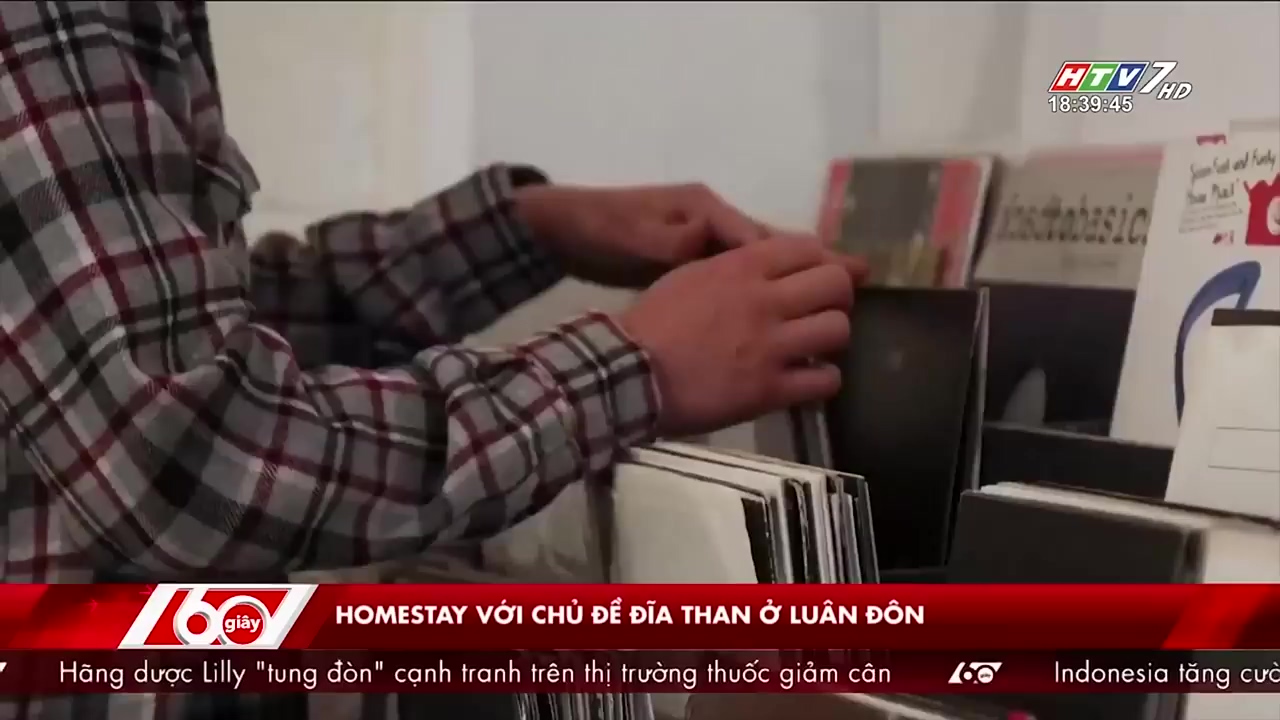 HTV7 HD
18:39:45
60 giây
HOMESTAY VỚI CHỦ ĐỀ ĐĨA THAN Ở LUÂN ĐÔN
Hãng dược Lilly "tung đòn" cạnh tranh trên thị trường thuốc giảm cân
60
Indonesia tăng cườ